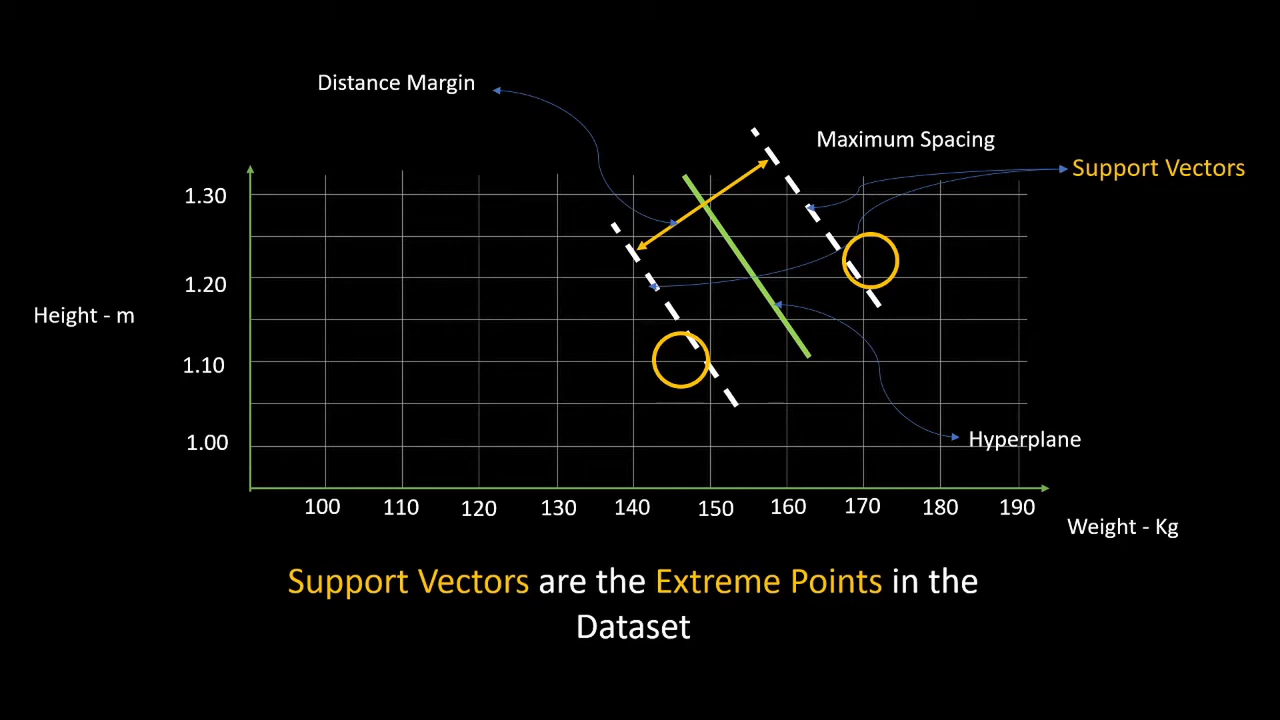 Distance Margin
Maximum Spacing
Support Vectors
1.30
1.20
Height - m
1.10
1.00
Hyperplane
100 110 120 130 140 150 160 170 180 190
Weight - Kg
Support Vectors are the Extreme Points in the
Dataset